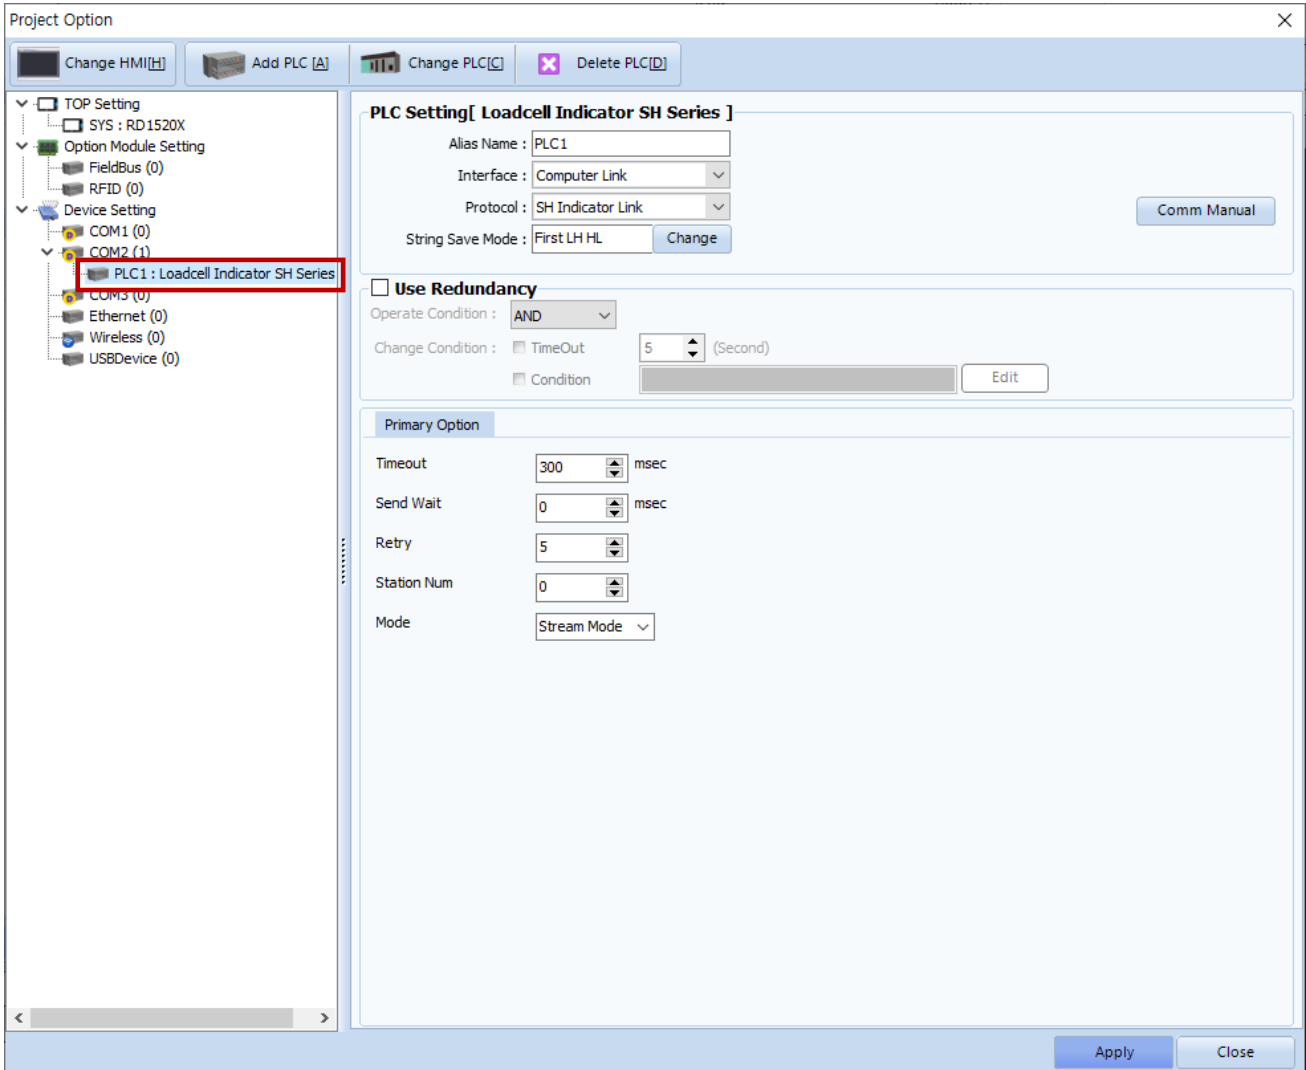 Project Option
Change HMI[H]
Add PLC [A]
Change PLC[C]
Delete PLC[D]
TOP Setting
SYS : RD1520X
Option Module Setting
FieldBus (0)
RFID (0)
Device Setting
COM1 (0)
COM2 (1)
PLC1 : Loadcell Indicator SH Series
COM3 (0)
Ethernet (0)
Wireless (0)
USBDevice (0)
PLC Setting[ Loadcell Indicator SH Series ]
Alias Name : PLC1
Interface : Computer Link
Protocol : SH Indicator Link
Comm Manual
String Save Mode : First LH HL Change
Use Redundancy
Operate Condition : AND
Change Condition : TimeOut 5 (Second)
Condition Edit
Primary Option
Timeout 300 msec
Send Wait 0 msec
Retry 5
Station Num 0
Mode Stream Mode
Apply
Close